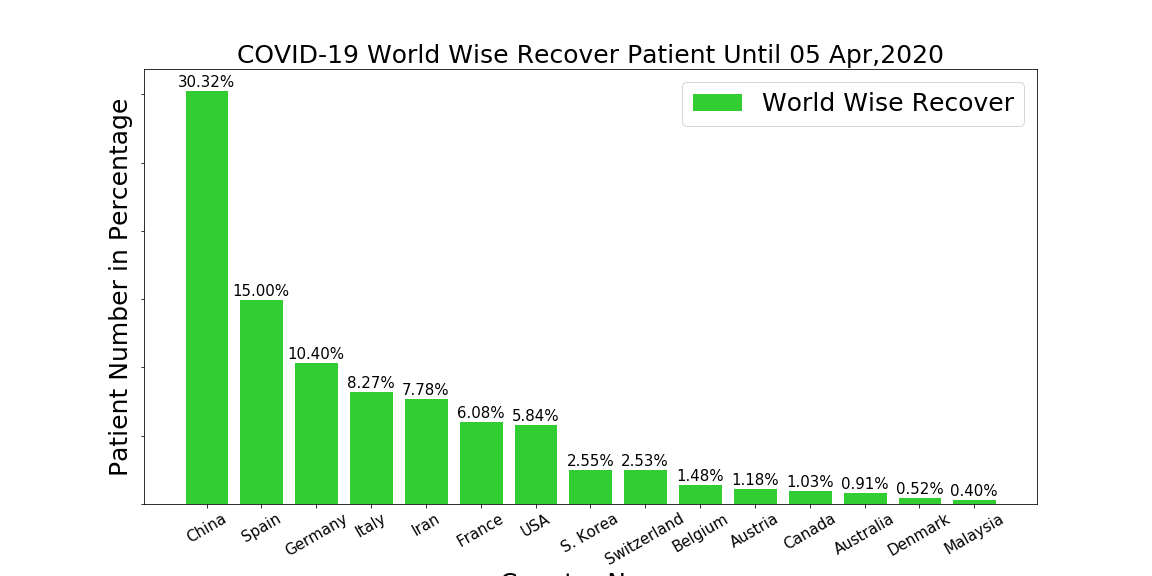 COVID-19 World Wise Recover Patient Until 05 Apr,2020
World Wise Recover
Patient Number in Percentage
30.32%
15.00%
10.40%
8.27%
7.78%
6.08%
5.84%
2.55%
2.53%
1.48%
1.18%
1.03%
0.91%
0.52%
0.40%
China
Spain
Germany
Italy
Iran
France
USA
S. Korea
Switzerland
Belgium
Austria
Canada
Australia
Denmark
Malaysia